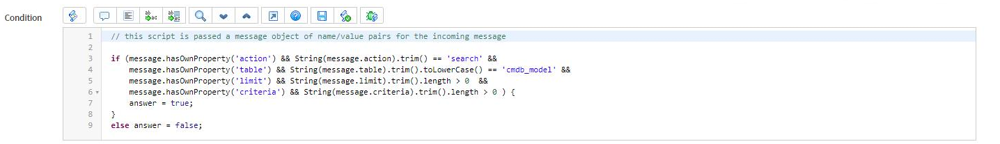 Condition
1 // this script is passed a message object of name/value pairs for the incoming message
2
3 if (message.hasOwnProperty('action') && String(message.action).trim() == 'search' &&
4 message.hasOwnProperty('table') && String(message.table).trim().toLowerCase() == 'cmdb_model' &&
5 message.hasOwnProperty('limit') && String(message.limit).trim().length > 0 &&
6 message.hasOwnProperty('criteria') && String(message.criteria).trim().length > 0 ) {
7 answer = true;
8 }
9 else answer = false;